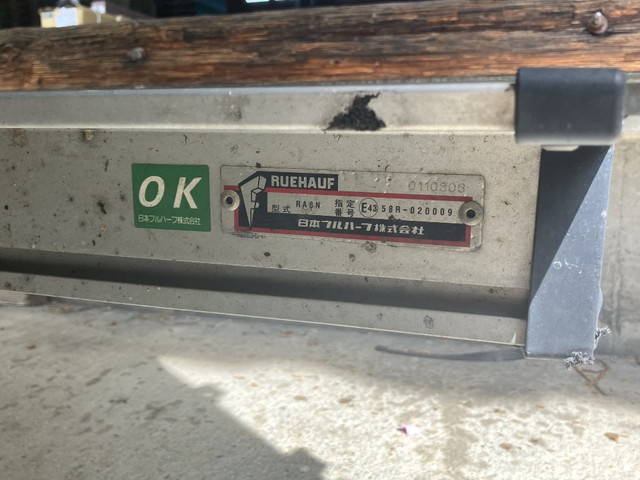 OK
日本フルハーフ株式会社
RUEHAUF
0110308
型式 RA6N 指定番号 E43 58R-020009
日本フルハーフ株式会社